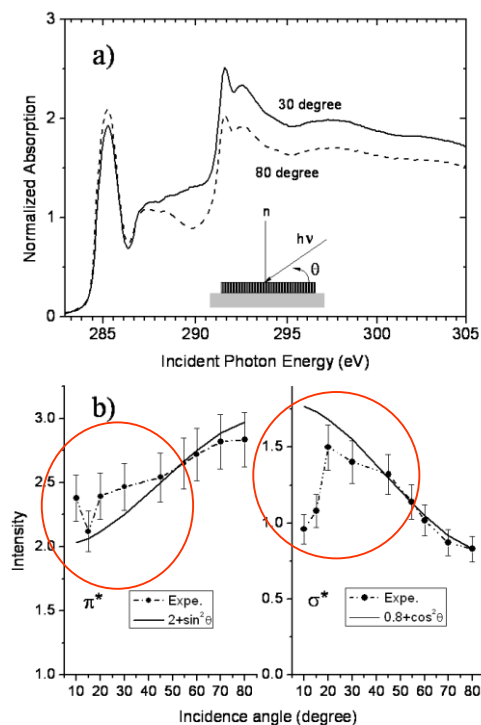 a)
Normalized Absorption
3
2
1
0
30 degree
80 degree
n
hν
θ
285 290 295 300 305
Incident Photon Energy (eV)
b)
Intensity
3.0
2.5
2.0
1.5
1.0
π*
Expe.
2+sin²θ
10 20 30 40 50 60 70 80
1.5
1.0
0.5
0.0
σ*
Expe.
0.8+cos²θ
10 20 30 40 50 60 70 80
Incidence angle (degree)